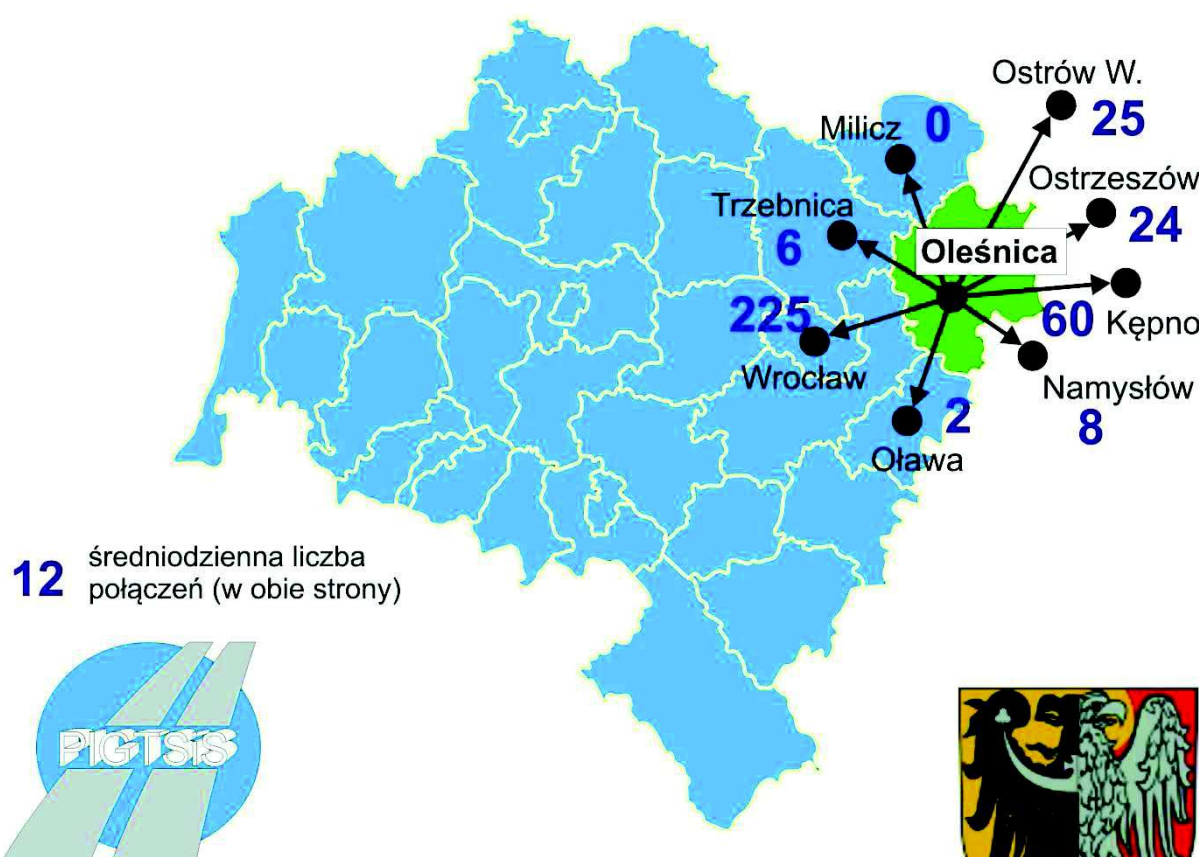 Ostrów W.
25
Milicz 0
Ostrzeszów
24
Trzebnica
6
Oleśnica
225
60 Kępno
Wrocław
Namysłów
8
2
Oława
12 średniodzienna liczba
połączeń (w obie strony)
PIGTSiS